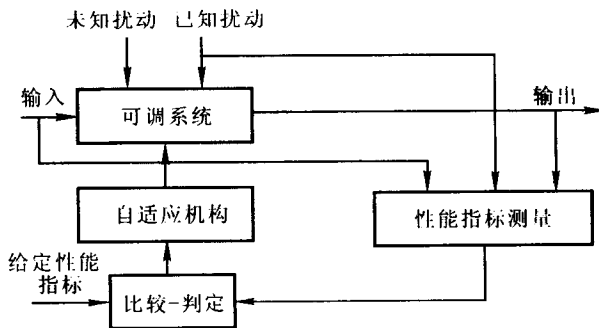 未知扰动 已知扰动
输入
可调系统
输出
自适应机构
性能指标测量
给定性能
指标
比较-判定